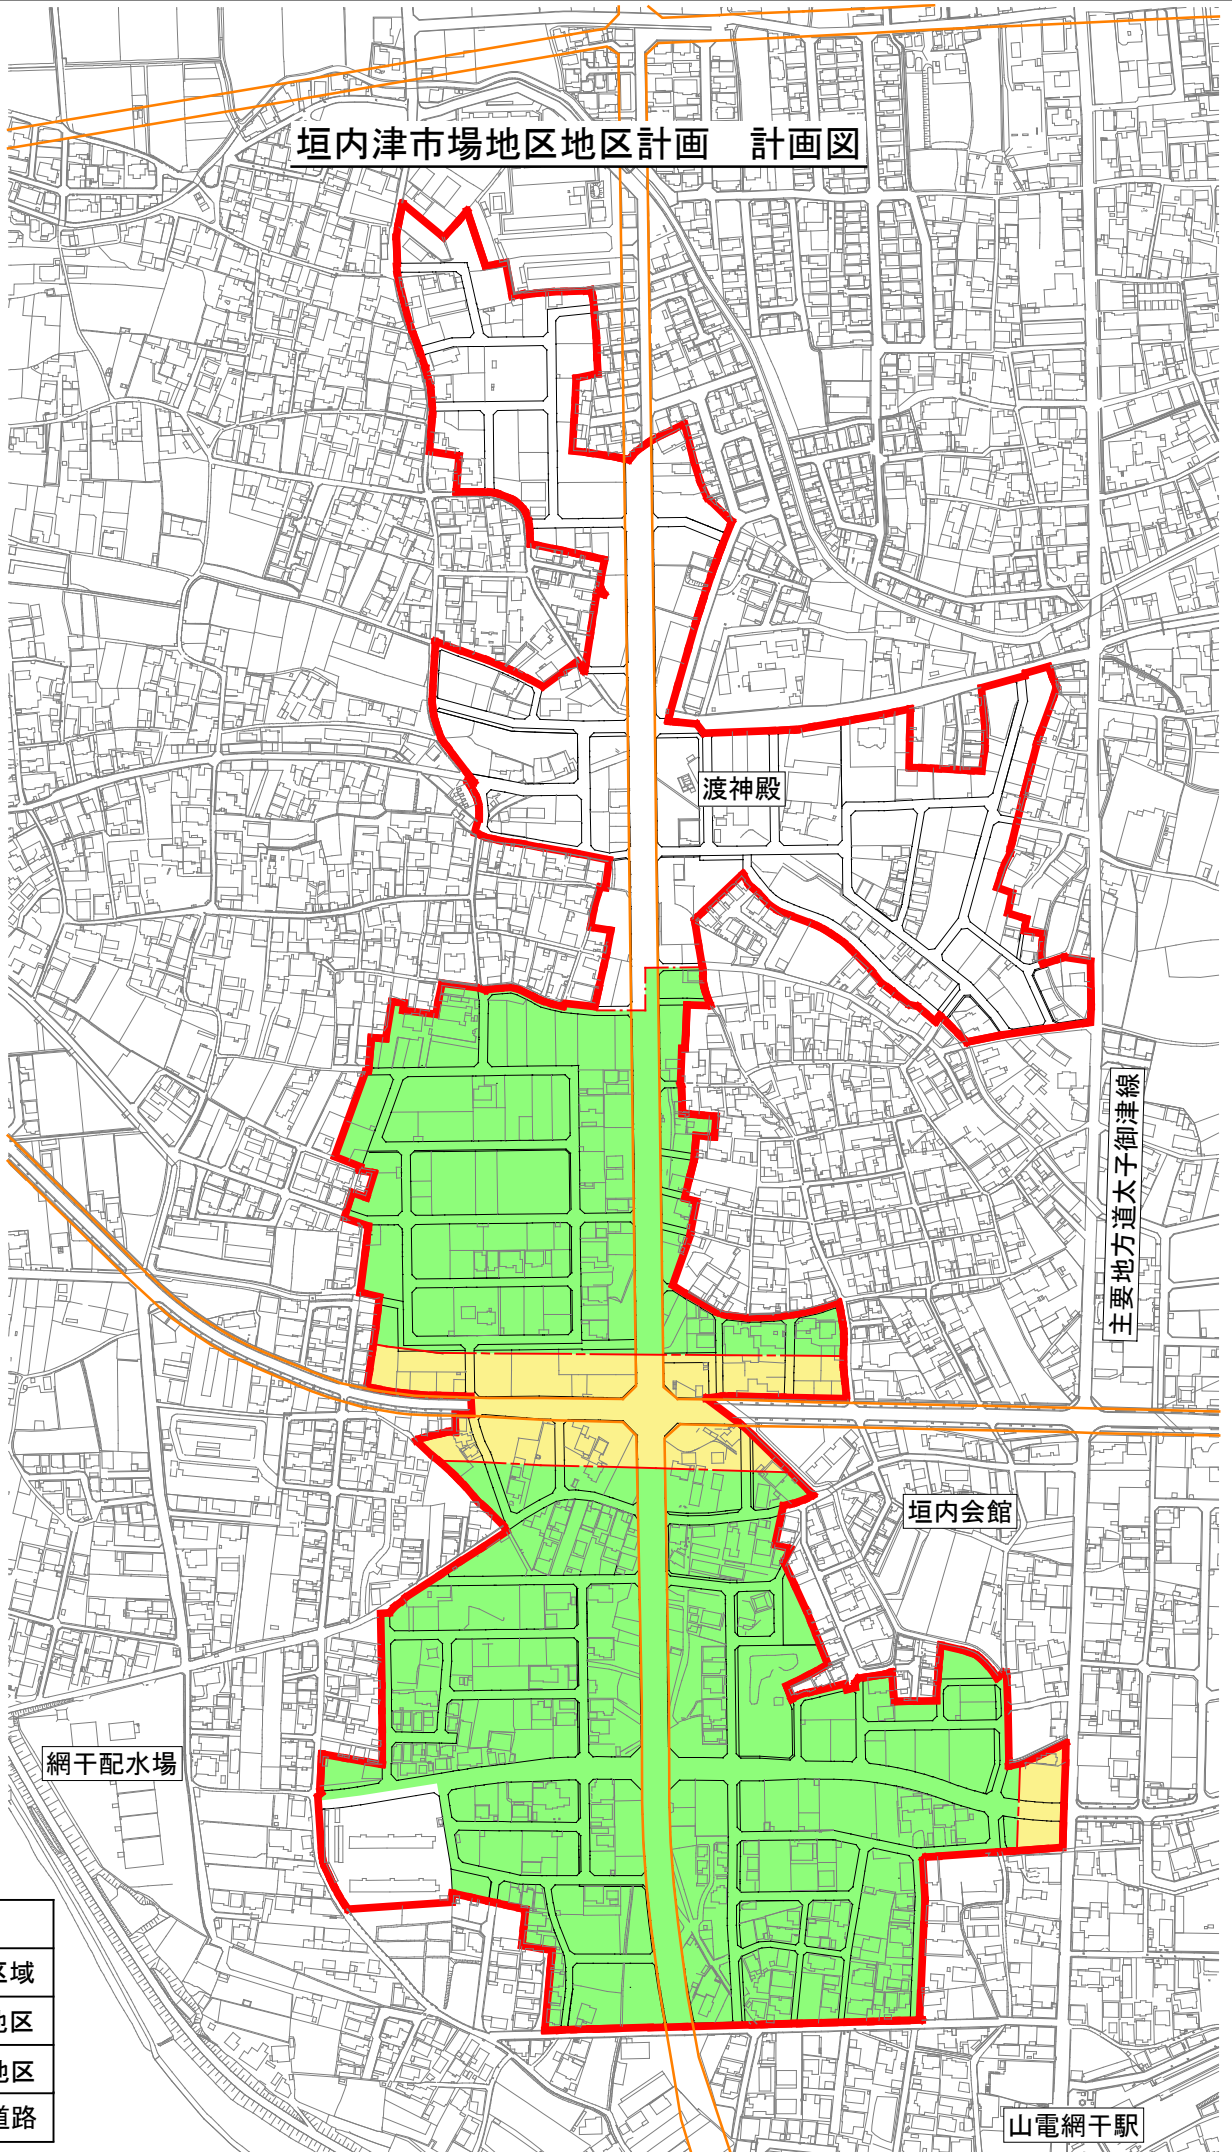 垣内津市場地区地区計画　計画図
渡神殿
主要地方道太子御津線
垣内会館
網干配水場
区域
地区
地区
道路
山電網干駅